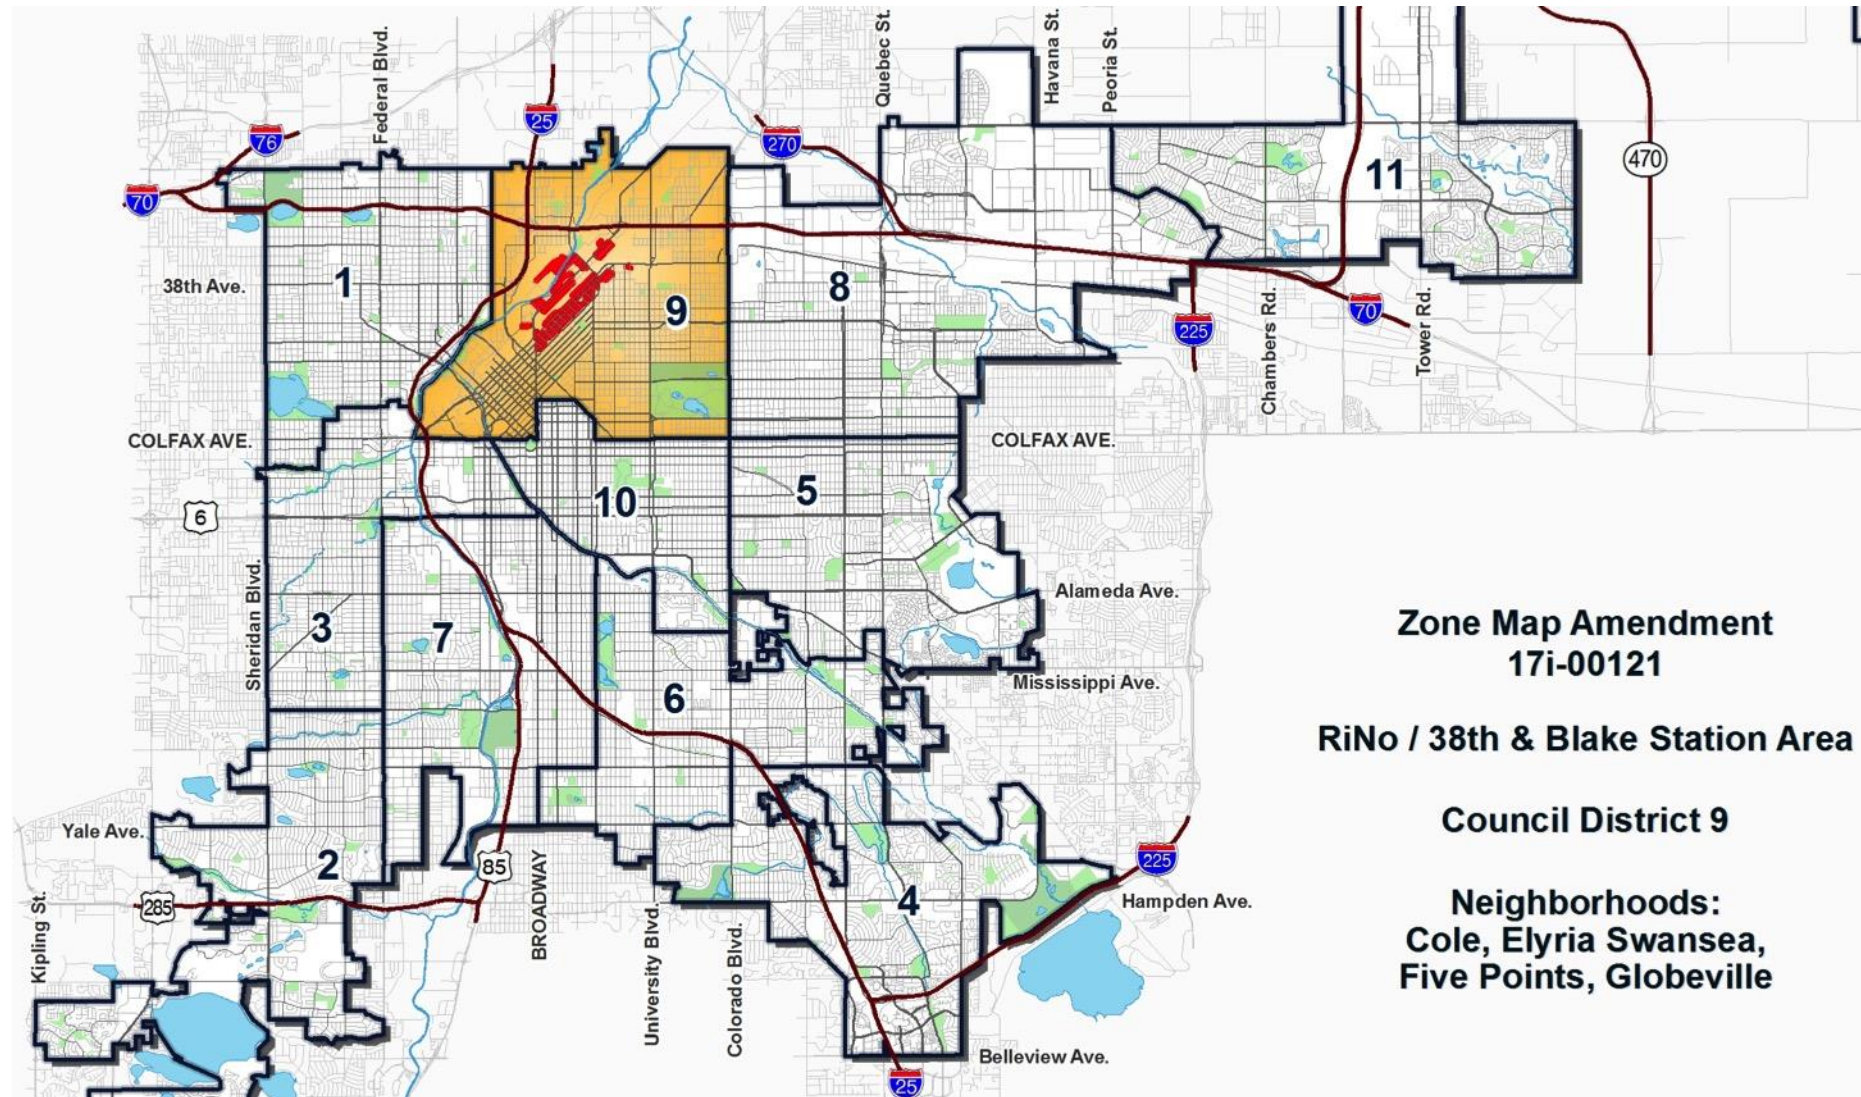 Federal Blvd.
Quebec St.
Havana St.
Peoria St.
25
76
270
470
11
70
38th Ave.
1
8
9
70
225
Chambers Rd.
Tower Rd.
COLFAX AVE.
COLFAX AVE.
10
5
6
Sheridan Blvd.
Alameda Ave.
3
7
Mississippi Ave.
6
Yale Ave.
2
85
BROADWAY
225
285
Kipling St.
University Blvd.
Colorado Blvd.
4
Hampden Ave.
Belleview Ave.
25
Zone Map Amendment
17i-00121
RiNo / 38th & Blake Station Area
Council District 9
Neighborhoods:
Cole, Elyria Swansea,
Five Points, Globeville